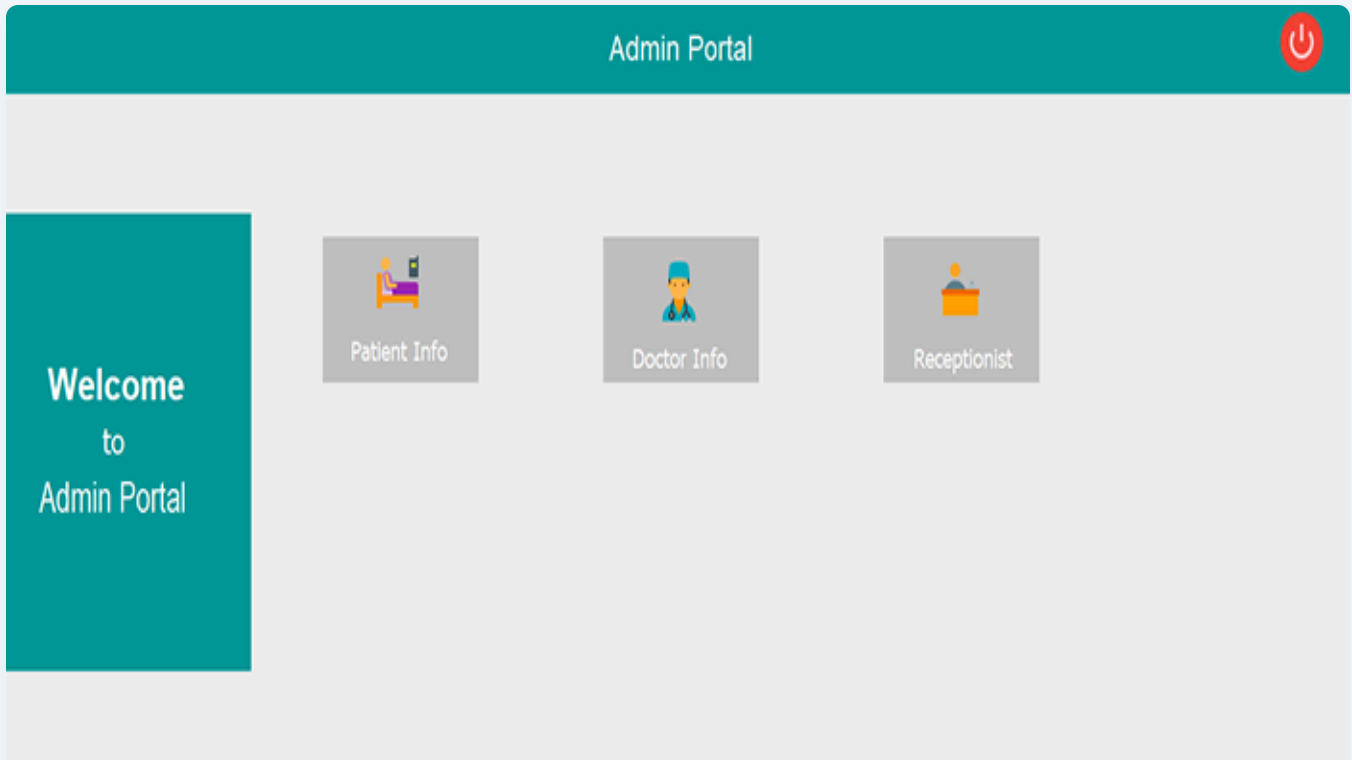 Admin Portal
Welcome
to
Admin Portal
Patient Info
Doctor Info
Receptionist